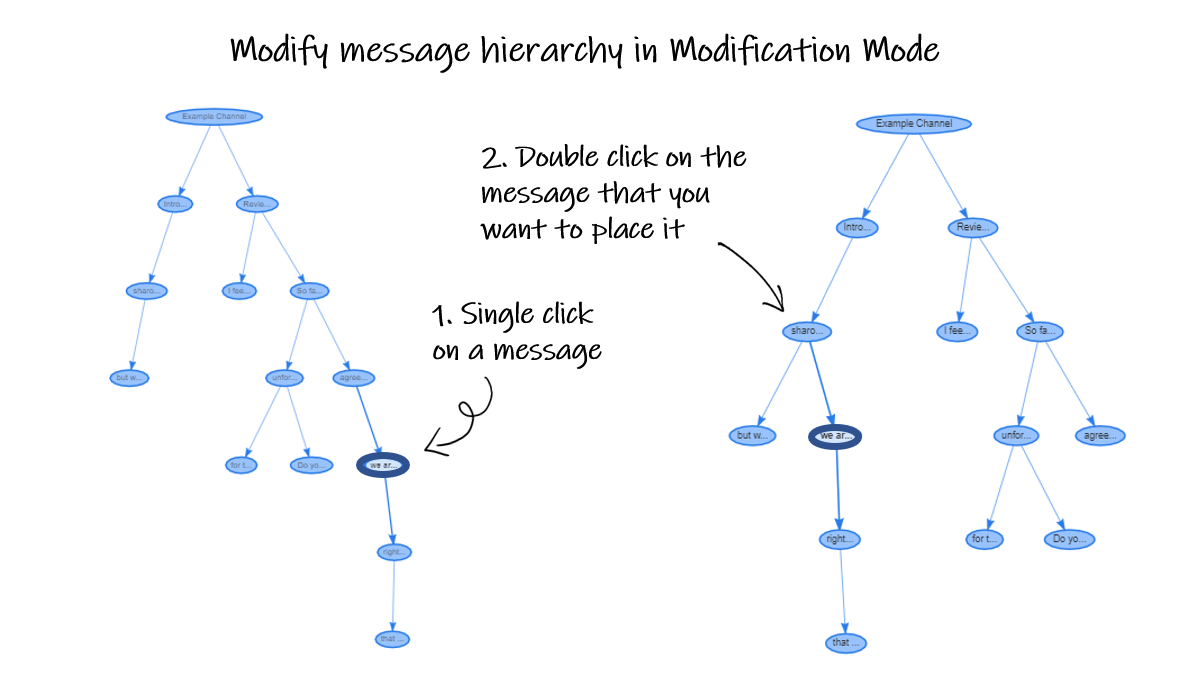 Modify message hierarchy in Modification Mode
Example Channel
Intro...
Revie...
sharo...
I fee...
So fa...
but w...
unfor...
agree...
for t...
Do yo...
we ar...
right...
that ...
1. Single click
on a message
2. Double click on the
message that you
want to place it
Example Channel
Intro...
Revie...
sharo...
I fee...
So fa...
but w...
we ar...
unfor...
agree...
right...
for t...
Do yo...
that ...